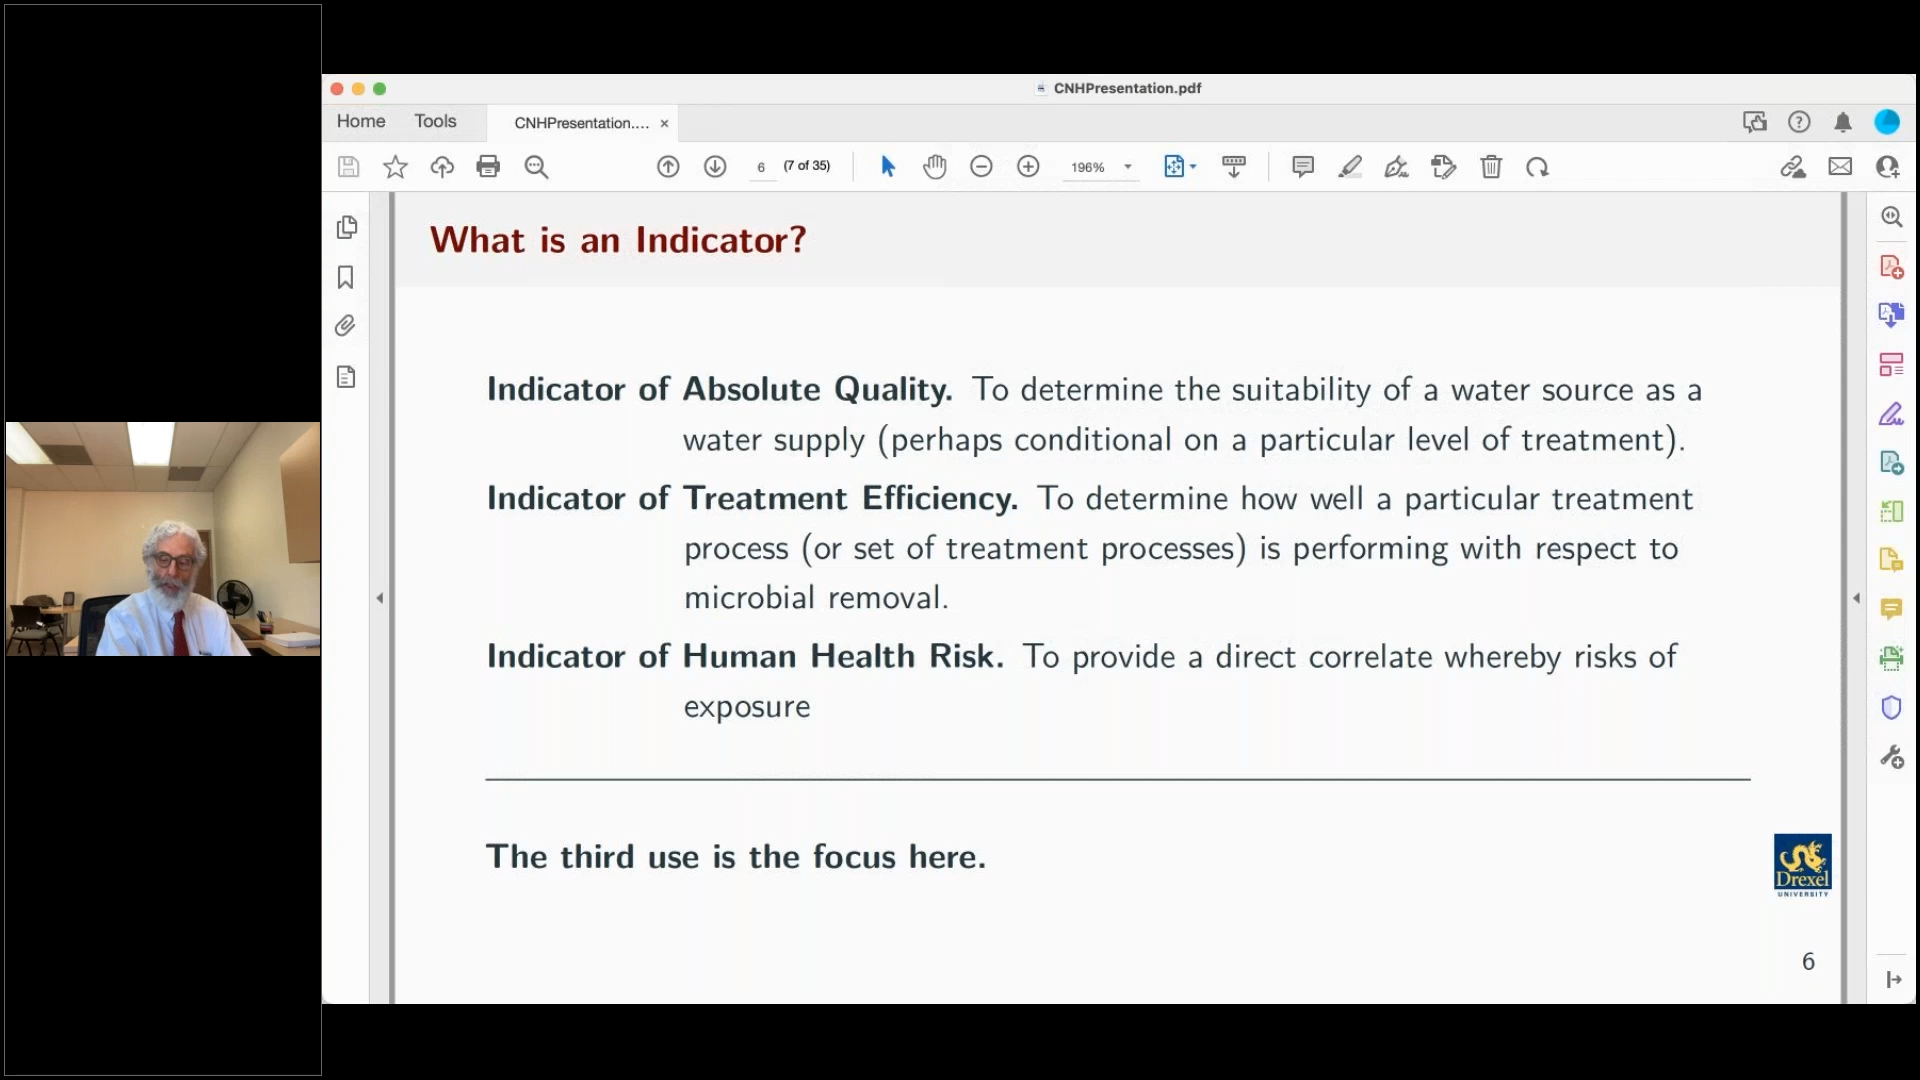 CNHPresentation.pdf
Home Tools CNHPresentation.... ×
6 (7 of 35) 196%
What is an Indicator?
Indicator of Absolute Quality. To determine the suitability of a water source as a
water supply (perhaps conditional on a particular level of treatment).
Indicator of Treatment Efficiency. To determine how well a particular treatment
process (or set of treatment processes) is performing with respect to
microbial removal.
Indicator of Human Health Risk. To provide a direct correlate whereby risks of
exposure
The third use is the focus here.
Drexel
UNIVERSITY
6